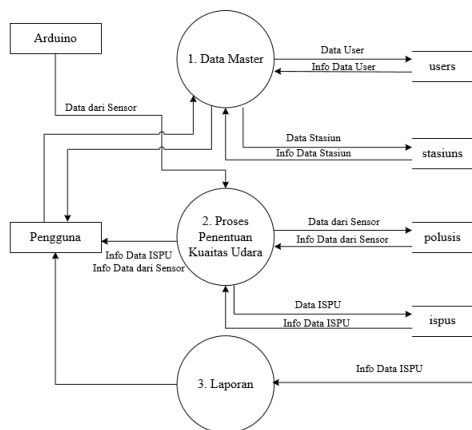 Arduino
1. Data Master
Data User
Info Data User
users
Data dari Sensor
Data Stasiun
Info Data Stasiun
stasiuns
Pengguna
Info Data ISPU
Info Data dari Sensor
2. Proses
Penentuan
Kuaitas Udara
Data dari Sensor
Info Data dari Sensor
polusis
Data ISPU
Info Data ISPU
ispus
3. Laporan
Info Data ISPU